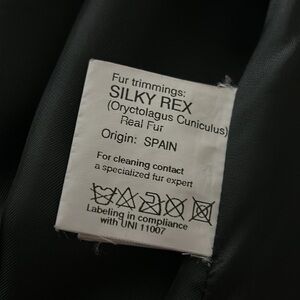 Fur trimmings:
SILKY REX
(Oryctolagus Cuniculus)
Real Fur
Origin: SPAIN
For cleaning contact
a specialized fur expert
Labeling in compliance
with UNI 11007